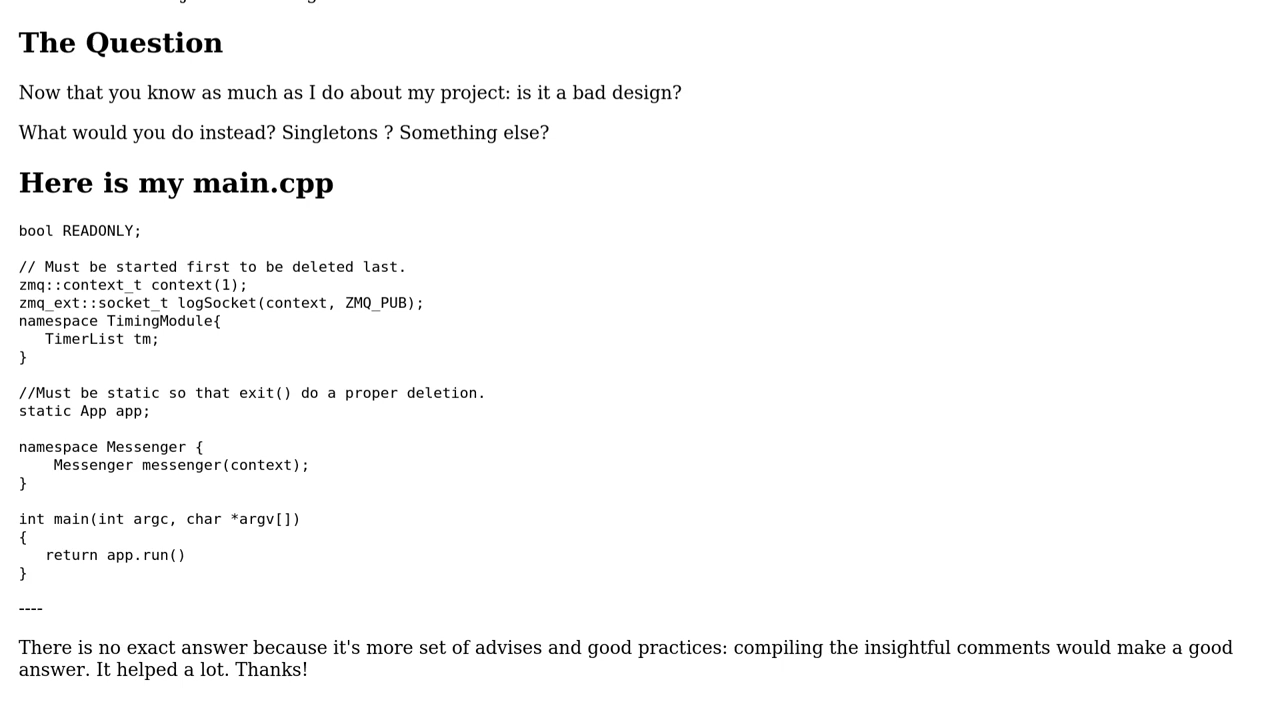 The Question
Now that you know as much as I do about my project: is it a bad design?
What would you do instead? Singletons ? Something else?
Here is my main.cpp
bool READONLY;
// Must be started first to be deleted last.
zmq::context_t context(1);
zmq_ext::socket_t logSocket(context, ZMQ_PUB);
namespace TimingModule{
   TimerList tm;
}
//Must be static so that exit() do a proper deletion.
static App app;
namespace Messenger {
    Messenger messenger(context);
}
int main(int argc, char *argv[])
{
   return app.run()
}
----
There is no exact answer because it's more set of advises and good practices: compiling the insightful comments would make a good
answer. It helped a lot. Thanks!